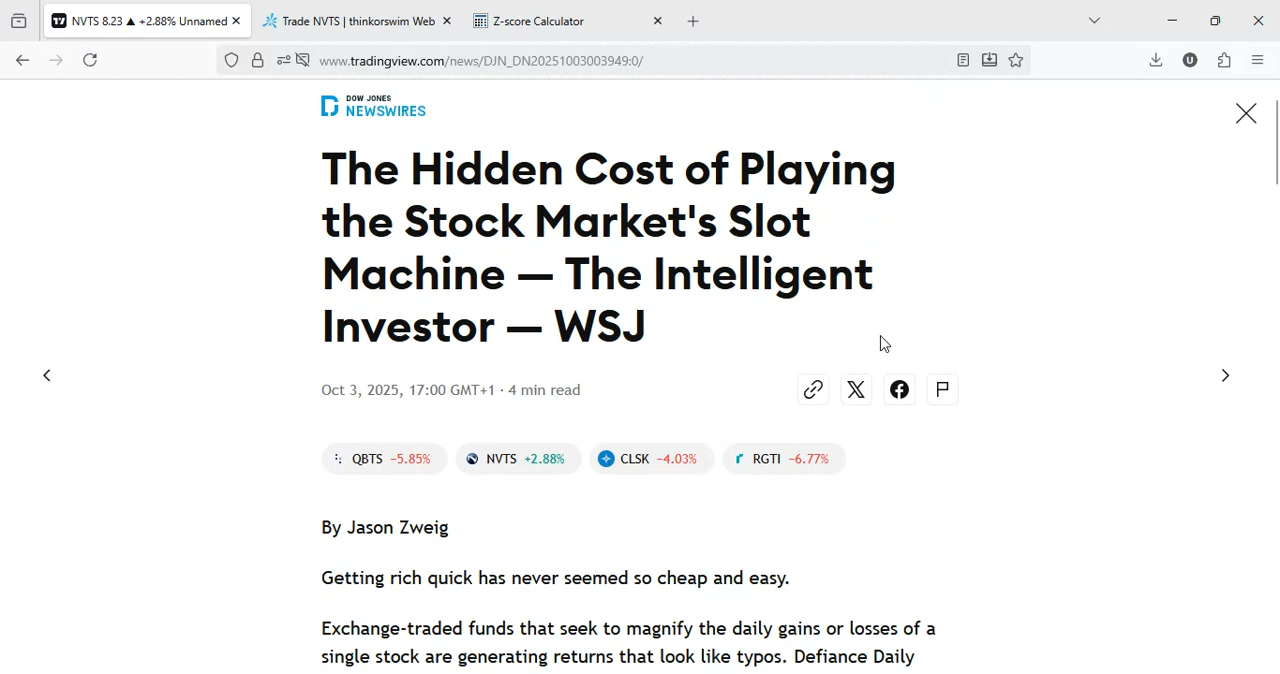 NVTS 8.23 ▲ +2.88% Unnamed
Trade NVTS | thinkorswim Web
Z-score Calculator
www.tradingview.com/news/DJN_DN20251003003949:0/
DOW JONES
NEWSWIRES
The Hidden Cost of Playing
the Stock Market's Slot
Machine — The Intelligent
Investor — WSJ
Oct 3, 2025, 17:00 GMT+1 · 4 min read
QBTS −5.85% NVTS +2.88% CLSK −4.03% RGTI −6.77%
By Jason Zweig
Getting rich quick has never seemed so cheap and easy.
Exchange-traded funds that seek to magnify the daily gains or losses of a
single stock are generating returns that look like typos. Defiance Daily